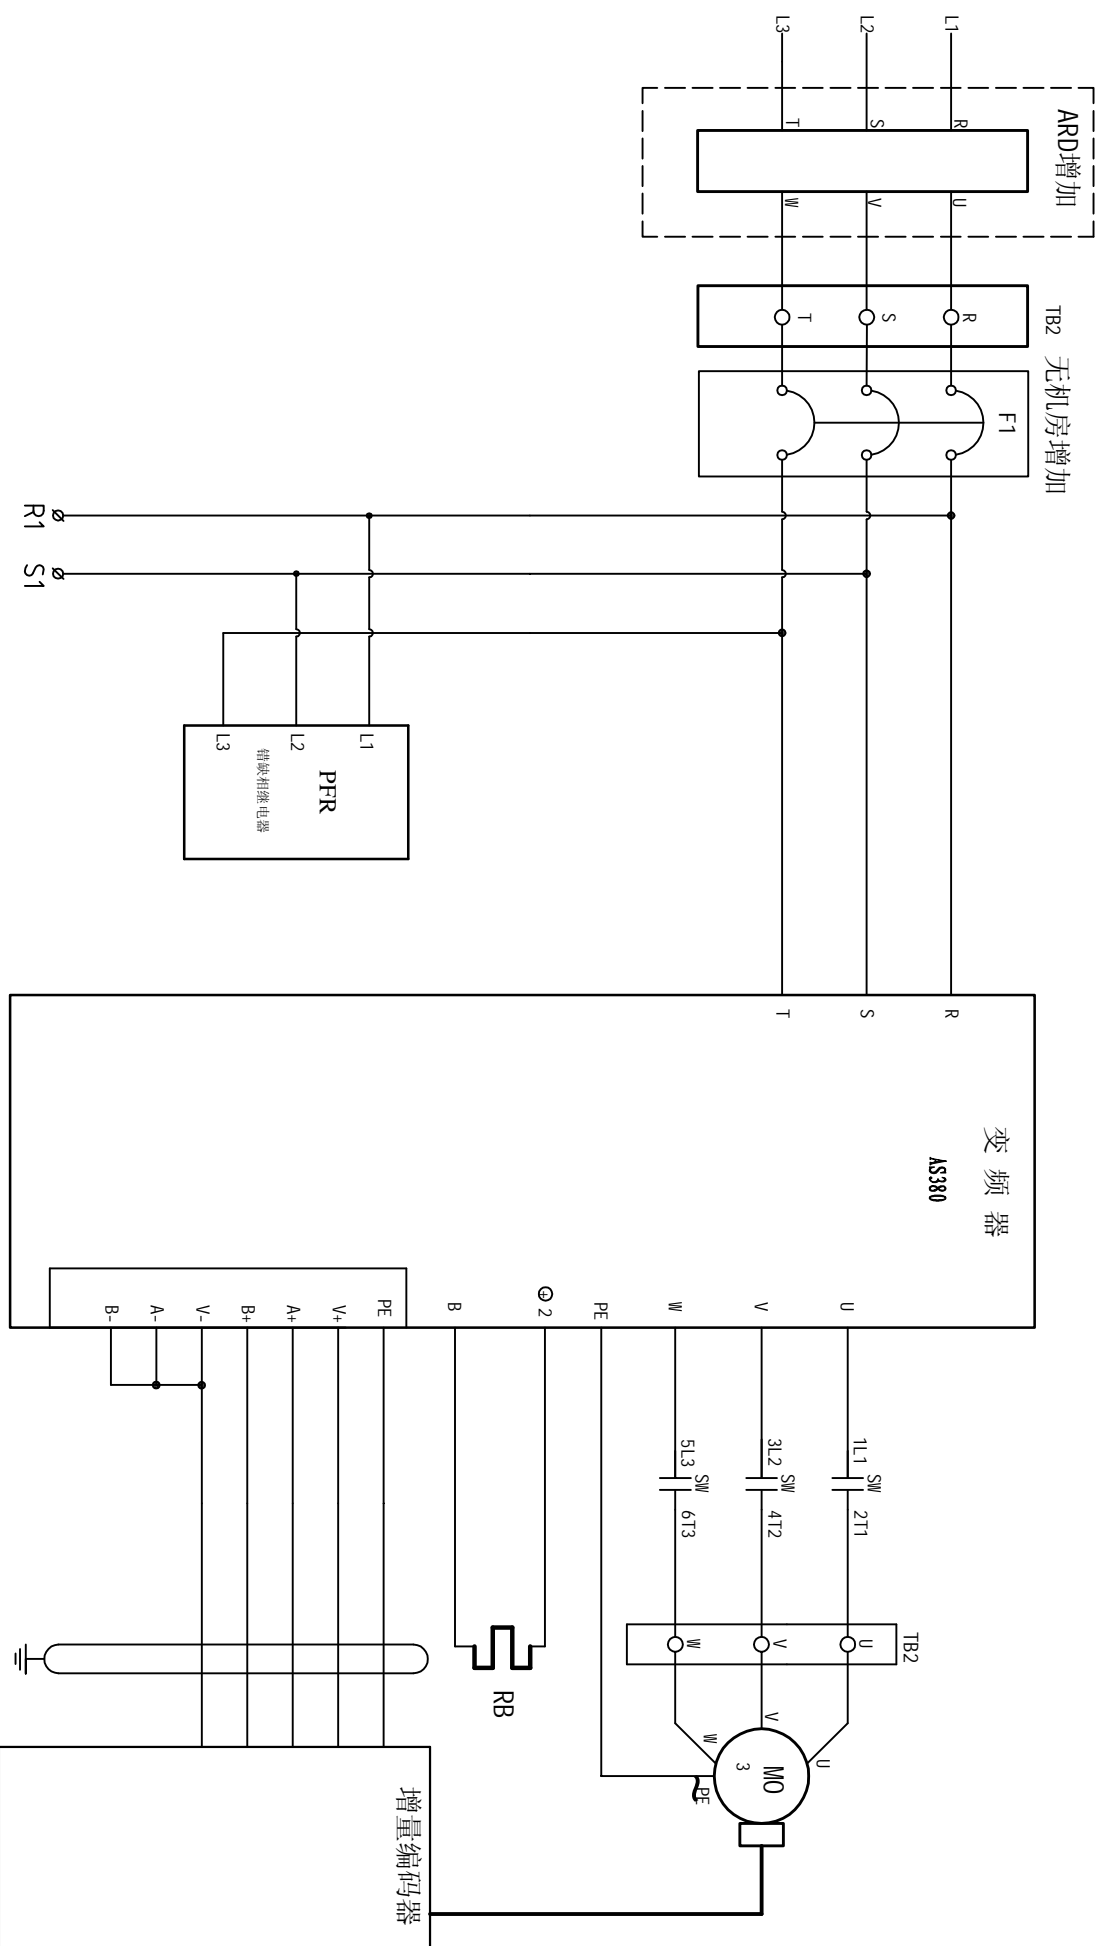 L3
L2
L1
T
S
R
ARD增加
W
V
U
T
S
R
TB2
无机房增加
F1
R1
S1
L3
L2
L1
PFR
错缺相继电器
T
S
R
变频器
AS380
B-
A-
V-
B+
A+
V+
PE
B
+ 2
PE
W
V
U
5L3
SW
6T3
3L2
SW
4T2
1L1
SW
2T1
W
V
U
TB2
RB
W
V
U
MO
3
PE
增量编码器